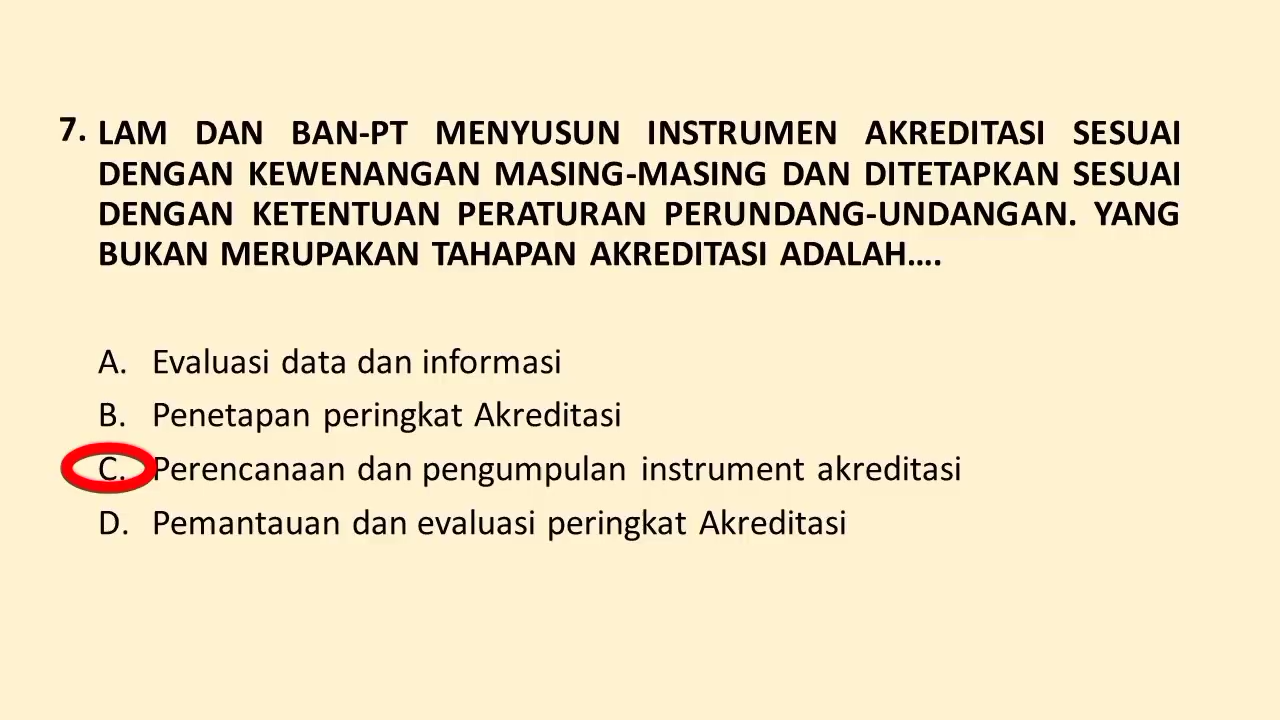 7. LAM DAN BAN-PT MENYUSUN INSTRUMEN AKREDITASI SESUAI
DENGAN KEWENANGAN MASING-MASING DAN DITETAPKAN SESUAI
DENGAN KETENTUAN PERATURAN PERUNDANG-UNDANGAN. YANG
BUKAN MERUPAKAN TAHAPAN AKREDITASI ADALAH....
A. Evaluasi data dan informasi
B. Penetapan peringkat Akreditasi
C. Perencanaan dan pengumpulan instrument akreditasi
D. Pemantauan dan evaluasi peringkat Akreditasi